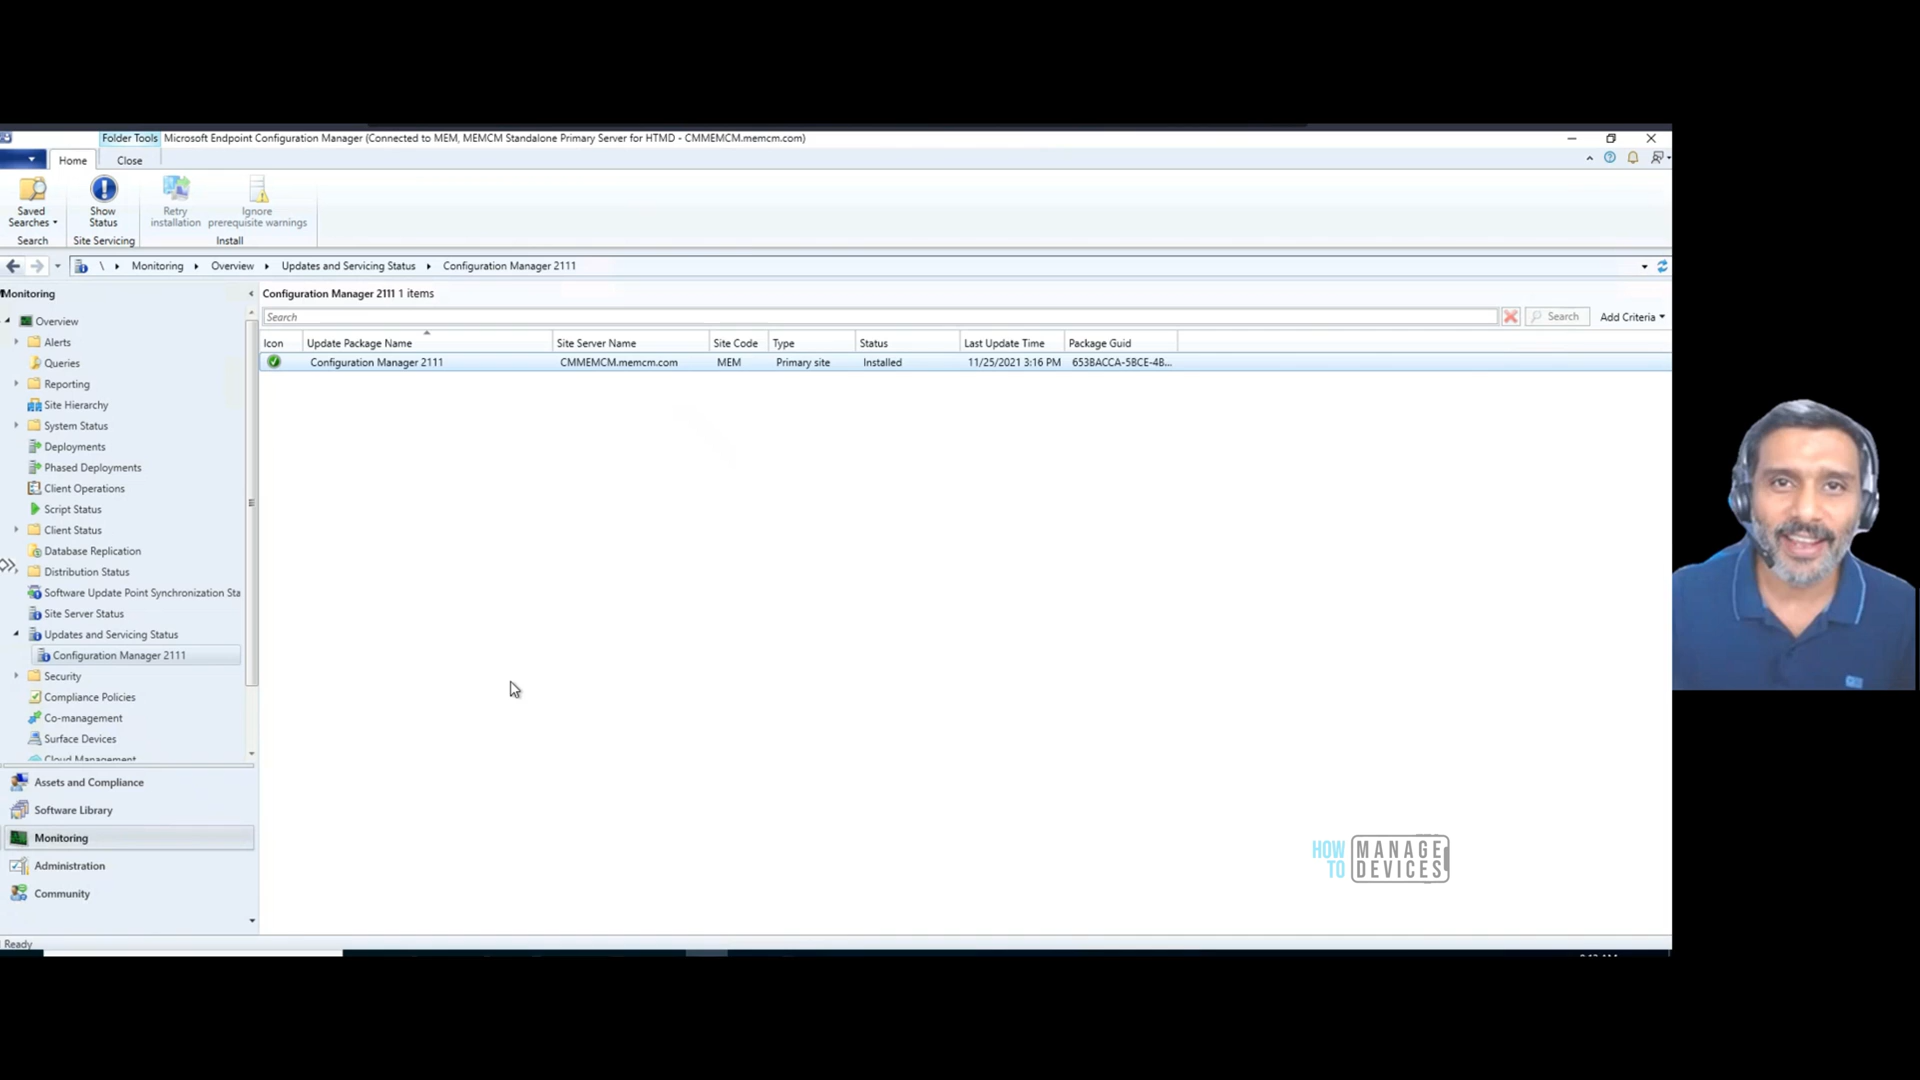 Folder Tools Microsoft Endpoint Configuration Manager (Connected to MEM, MEMCM Standalone Primary Server for HTMD - CMMEMCM.memcm.com)
Home Close
Saved Searches
Show Status
Retry installation
Ignore prerequisite warnings
Search Site Servicing Install
\ Monitoring Overview Updates and Servicing Status Configuration Manager 2111
Monitoring
Overview
Alerts
Queries
Reporting
Site Hierarchy
System Status
Deployments
Phased Deployments
Client Operations
Script Status
Client Status
Database Replication
Distribution Status
Software Update Point Synchronization Sta
Site Server Status
Updates and Servicing Status
Configuration Manager 2111
Security
Compliance Policies
Co-management
Surface Devices
Cloud Management
Assets and Compliance
Software Library
Monitoring
Administration
Community
Configuration Manager 2111 1 items
Search Search Add Criteria
Icon Update Package Name Site Server Name Site Code Type Status Last Update Time Package Guid
Configuration Manager 2111 CMMEMCM.memcm.com MEM Primary site Installed 11/25/2021 3:16 PM 653BACCA-5BCE-4B...
HOW TO MANAGE DEVICES
Ready